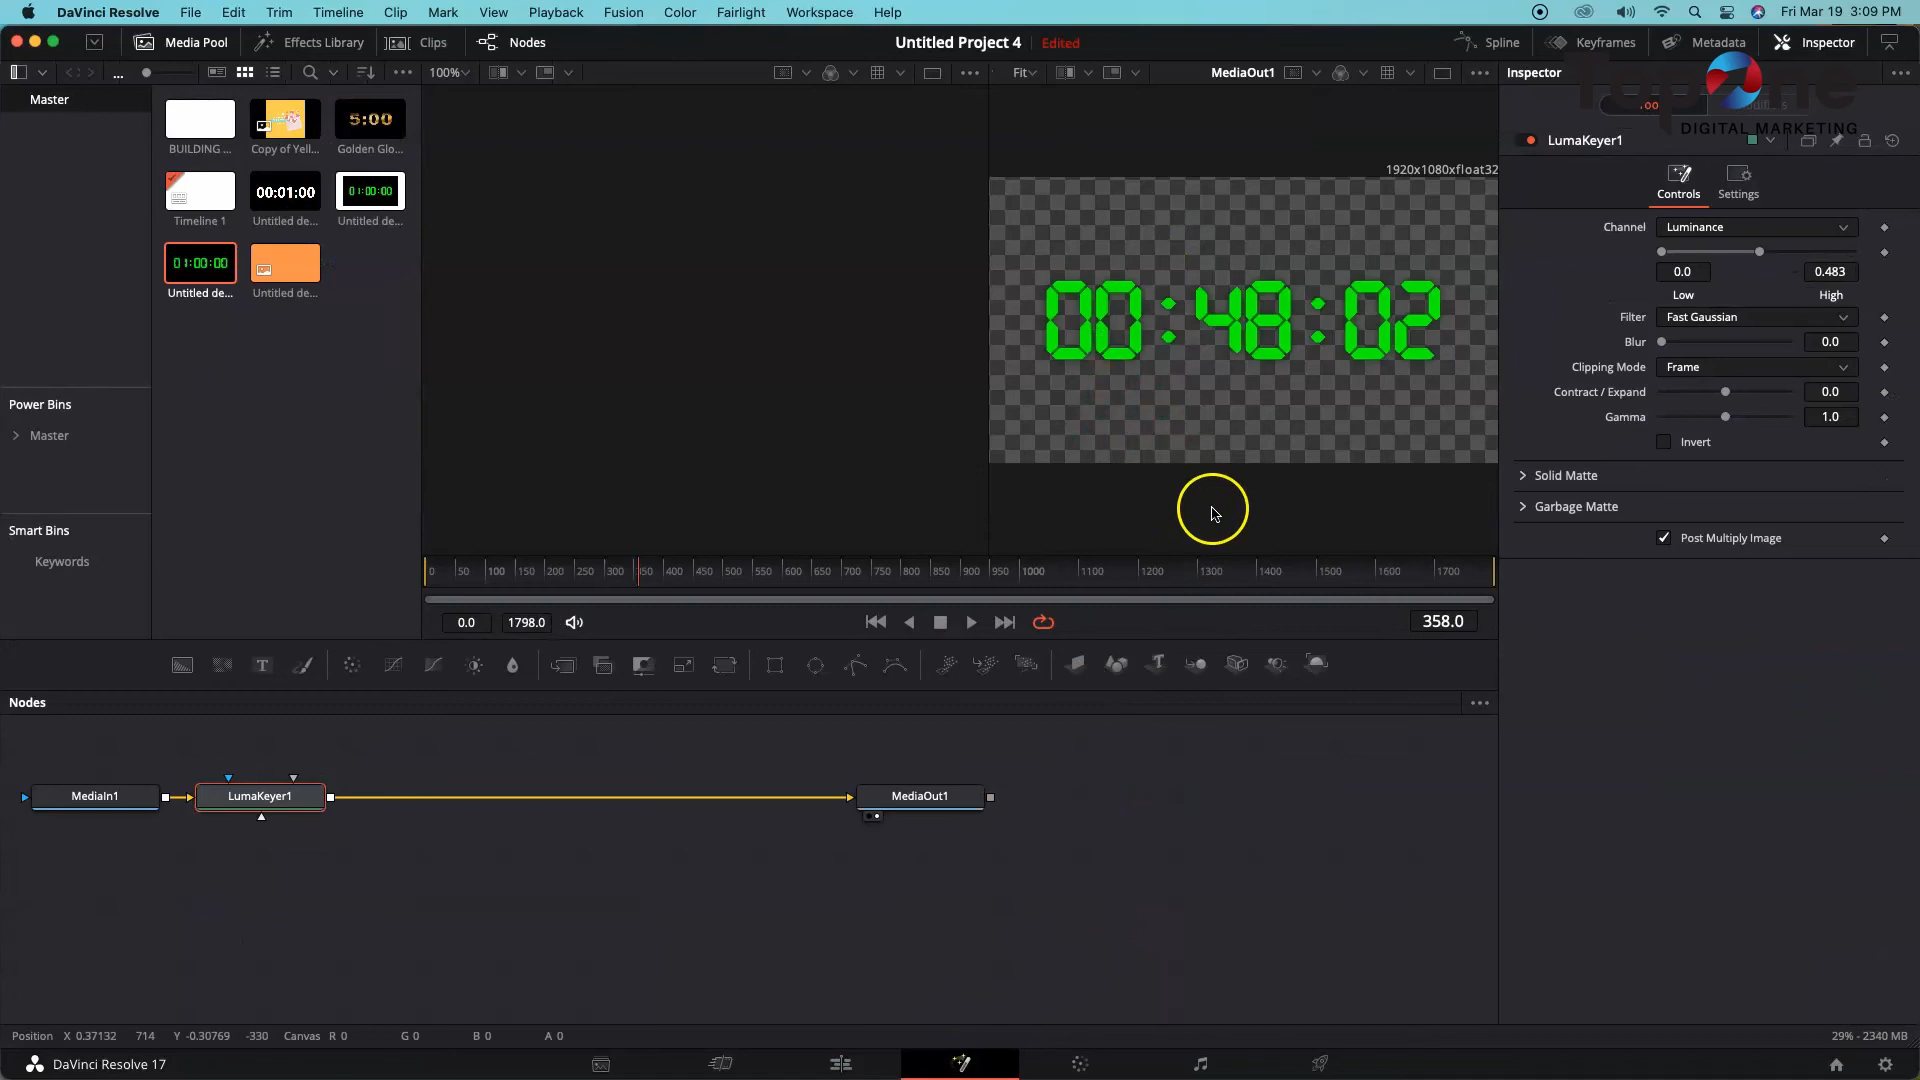 DaVinci Resolve File Edit Trim Timeline Clip Mark View Playback Fusion Color Fairlight Workspace Help Fri Mar 19 3:09 PM
Media Pool Effects Library Clips Nodes Untitled Project 4 Edited Spline Keyframes Metadata Inspector
... 100% Fit MediaOut1 Inspector
Master
DIGITAL MARKETING
LumaKeyer1
5:00
BUILDING ... Copy of Yell... Golden Glo...
1920x1080xfloat32
Controls Settings
00:01:00 01:00:00
Timeline 1 Untitled de... Untitled de...
01:00:00
Untitled de... Untitled de...
00:48:02
Channel Luminance
0.0 0.483
Low High
Filter Fast Gaussian
Blur 0.0
Clipping Mode Frame
Contract / Expand 0.0
Gamma 1.0
Invert
Solid Matte
Garbage Matte
Post Multiply Image
Power Bins
Master
Smart Bins
Keywords
0 50 100 150 200 250 300 350 400 450 500 550 600 650 700 750 800 850 900 950 1000 1100 1200 1300 1400 1500 1600 1700
0.0 1798.0 358.0
Nodes
MediaIn1 LumaKeyer1 MediaOut1
Position X 0.37132 714 Y -0.30769 -330 Canvas R 0 G 0 B 0 A 0 29% - 2340 MB
DaVinci Resolve 17